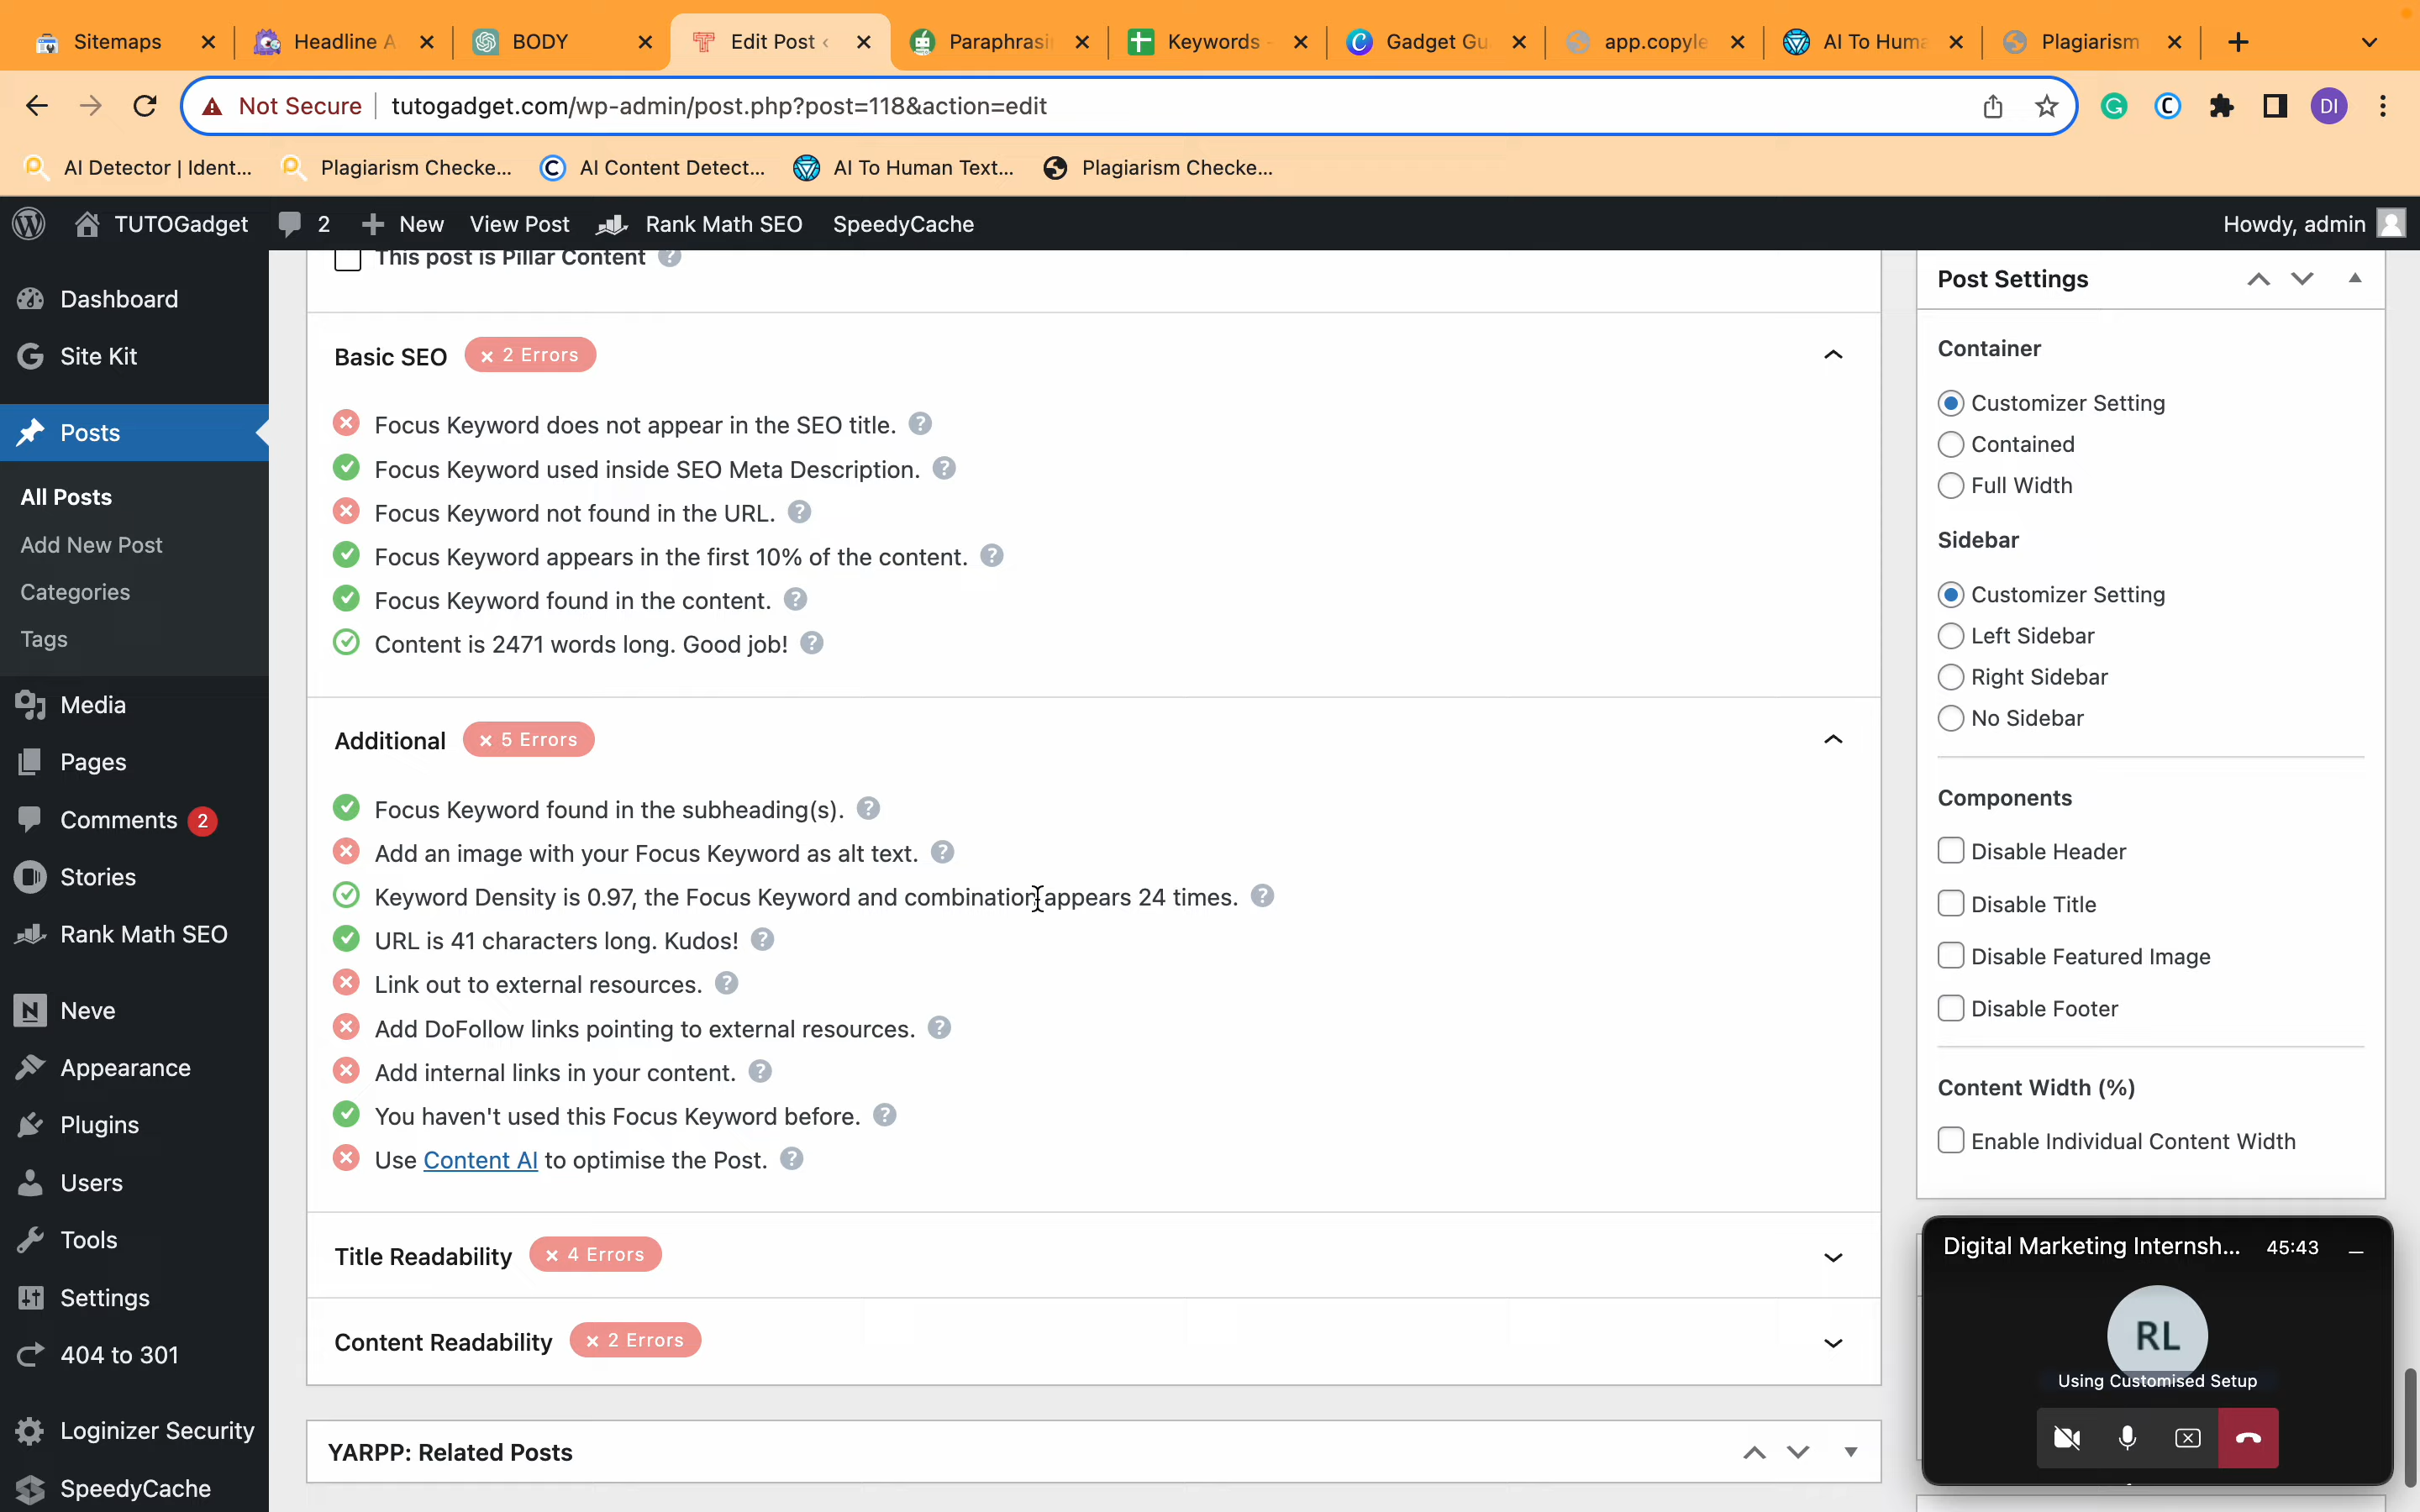 Sitemaps
Headline A
BODY
Edit Post ‹
Paraphrasi
Keywords -
Gadget Gu
app.copyle
AI To Huma
Plagiarism
Not Secure
tutogadget.com/wp-admin/post.php?post=118&action=edit
DI
AI Detector | Ident...
Plagiarism Checke...
AI Content Detect...
AI To Human Text...
Plagiarism Checke...
TUTOGadget
2
New
View Post
Rank Math SEO
SpeedyCache
Howdy, admin
Dashboard
Site Kit
Posts
All Posts
Add New Post
Categories
Tags
Media
Pages
Comments 2
Stories
Rank Math SEO
Neve
Appearance
Plugins
Users
Tools
Settings
404 to 301
Loginizer Security
SpeedyCache
This post is Pillar Content
Basic SEO × 2 Errors
Focus Keyword does not appear in the SEO title.
Focus Keyword used inside SEO Meta Description.
Focus Keyword not found in the URL.
Focus Keyword appears in the first 10% of the content.
Focus Keyword found in the content.
Content is 2471 words long. Good job!
Additional × 5 Errors
Focus Keyword found in the subheading(s).
Add an image with your Focus Keyword as alt text.
Keyword Density is 0.97, the Focus Keyword and combination appears 24 times.
URL is 41 characters long. Kudos!
Link out to external resources.
Add DoFollow links pointing to external resources.
Add internal links in your content.
You haven't used this Focus Keyword before.
Use Content AI to optimise the Post.
Title Readability × 4 Errors
Content Readability × 2 Errors
YARPP: Related Posts
Post Settings
Container
Customizer Setting
Contained
Full Width
Sidebar
Customizer Setting
Left Sidebar
Right Sidebar
No Sidebar
Components
Disable Header
Disable Title
Disable Featured Image
Disable Footer
Content Width (%)
Enable Individual Content Width
Digital Marketing Internsh... 45:43
RL
Using Customised Setup